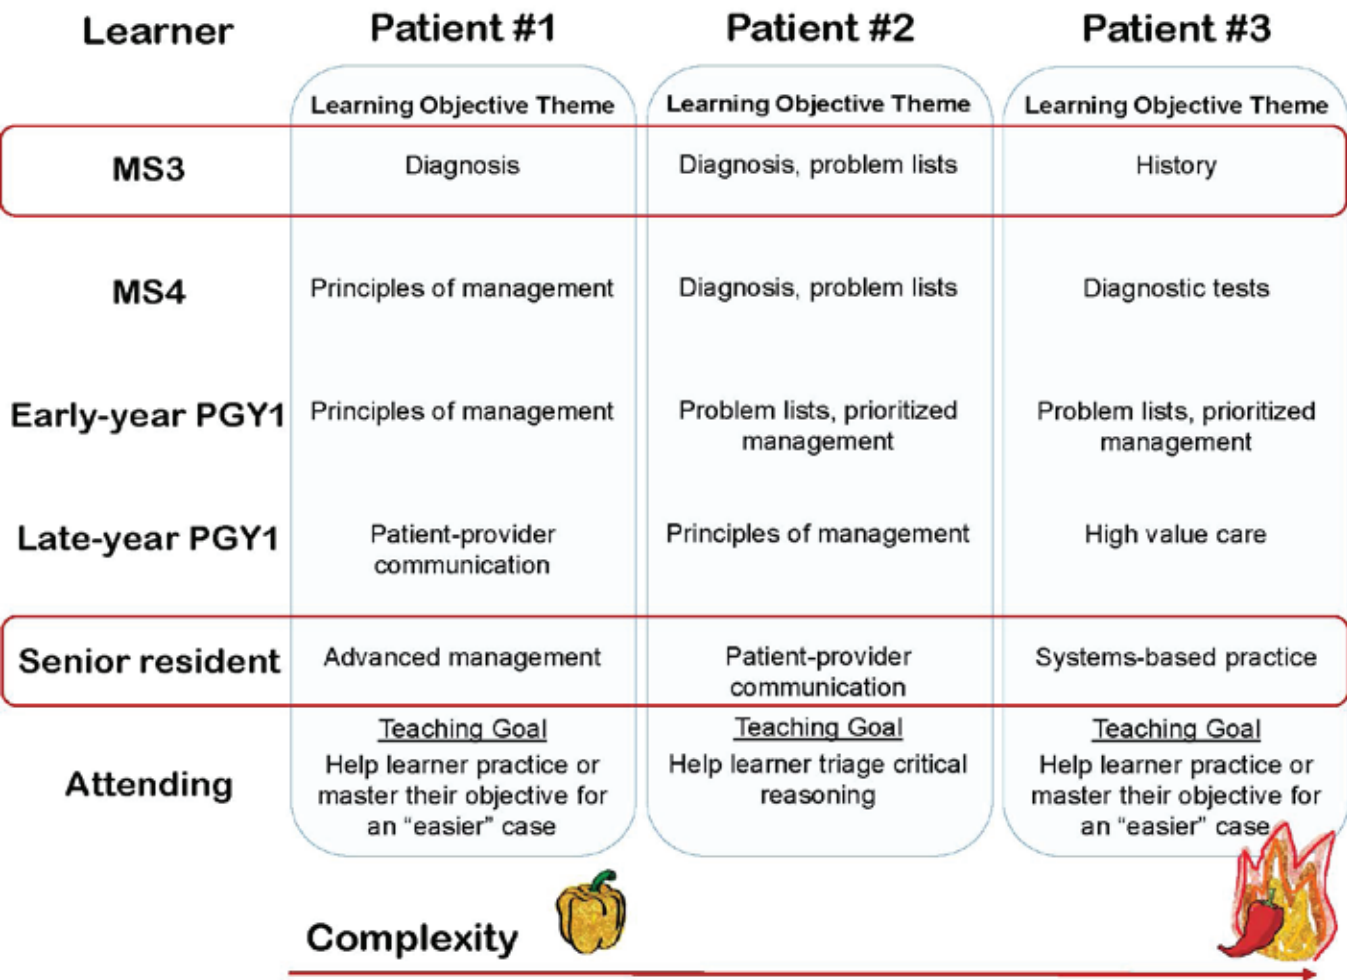 Learner Patient #1 Patient #2 Patient #3
Learning Objective Theme Learning Objective Theme Learning Objective Theme
MS3 Diagnosis Diagnosis, problem lists History
MS4 Principles of management Diagnosis, problem lists Diagnostic tests
Early-year PGY1 Principles of management Problem lists, prioritized Problem lists, prioritized
management management
Late-year PGY1 Patient-provider Principles of management High value care
communication
Senior resident Advanced management Patient-provider Systems-based practice
communication
Teaching Goal Teaching Goal Teaching Goal
Attending Help learner practice or Help learner triage critical Help learner practice or
master their objective for reasoning master their objective for
an “easier” case an “easier” case
Complexity